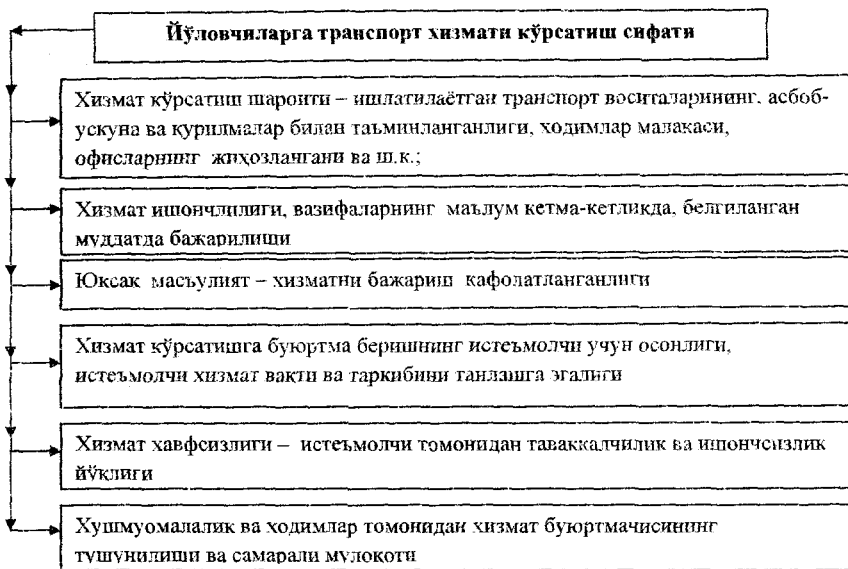 Йўловчиларга транспорт хизмати кўрсатиш сифати
Хизмат кўрсатиш шароити – ишлатилаётган транспорт воситаларининг, асбоб-
ускуна ва қурилмалар билан таъминланганлиги, ходимлар малакаси,
офисларнинг жиҳозлангани ва ш.к.;
Хизмат ишончлилиги, вазифаларнинг маълум кетма-кетликда, белгиланган
муддатда бажарилиши
Юксак масъулият – хизматни бажариш кафолатланганлиги
Хизмат кўрсатишга буюртма беришнинг истеъмолчи учун осонлиги,
истеъмолчи хизмат вақти ва таркибини танлашга эгалиги
Хизмат хавфсизлиги – истеъмолчи томонидан таваккалчилик ва ишончсизлик
йўқлиги
Хушмуомалалик ва ходимлар томонидан хизмат буюртмачисининг
тушунилиши ва самарали мулоқоти